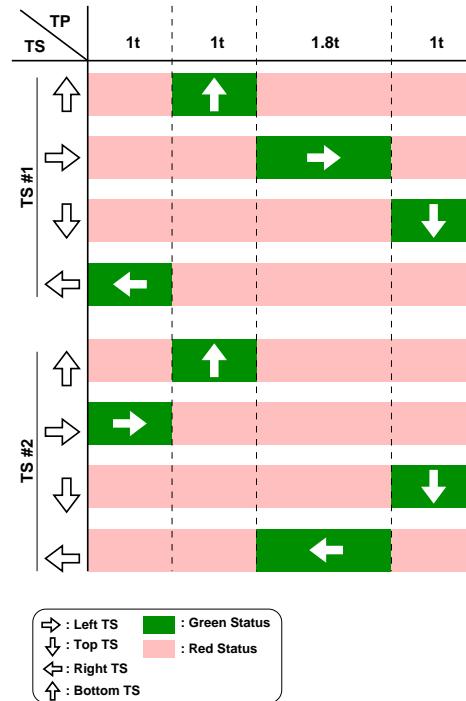 TP
TS
1t 1t 1.8t 1t
TS #1
TS #2
: Left TS
: Top TS
: Right TS
: Bottom TS
: Green Status
: Red Status